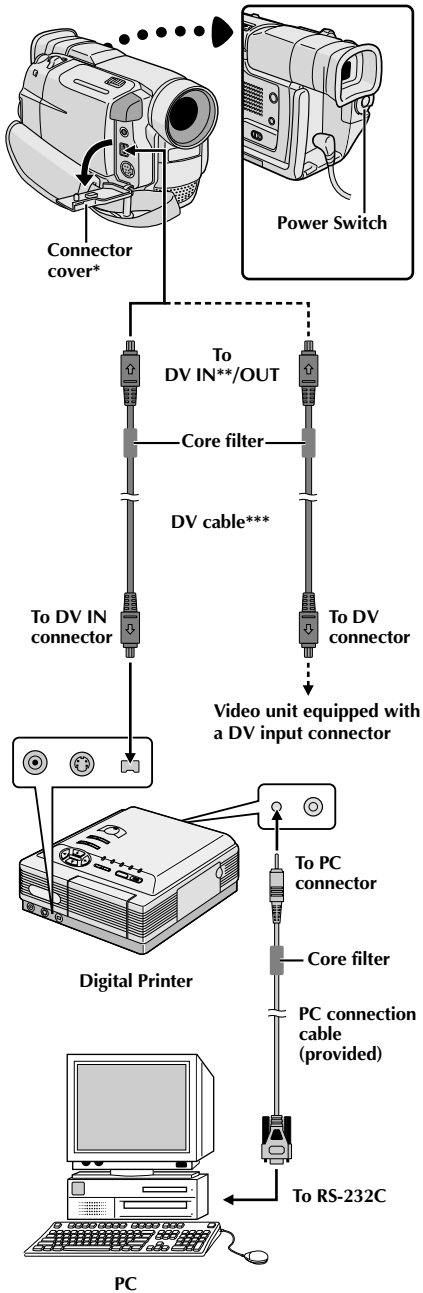 Power Switch
Connector
cover*
To
DV IN**/OUT
Core filter
DV cable***
To DV IN
connector
To DV
connector
Video unit equipped with
a DV input connector
To PC
connector
Digital Printer
Core filter
PC connection
cable
(provided)
To RS-232C
PC